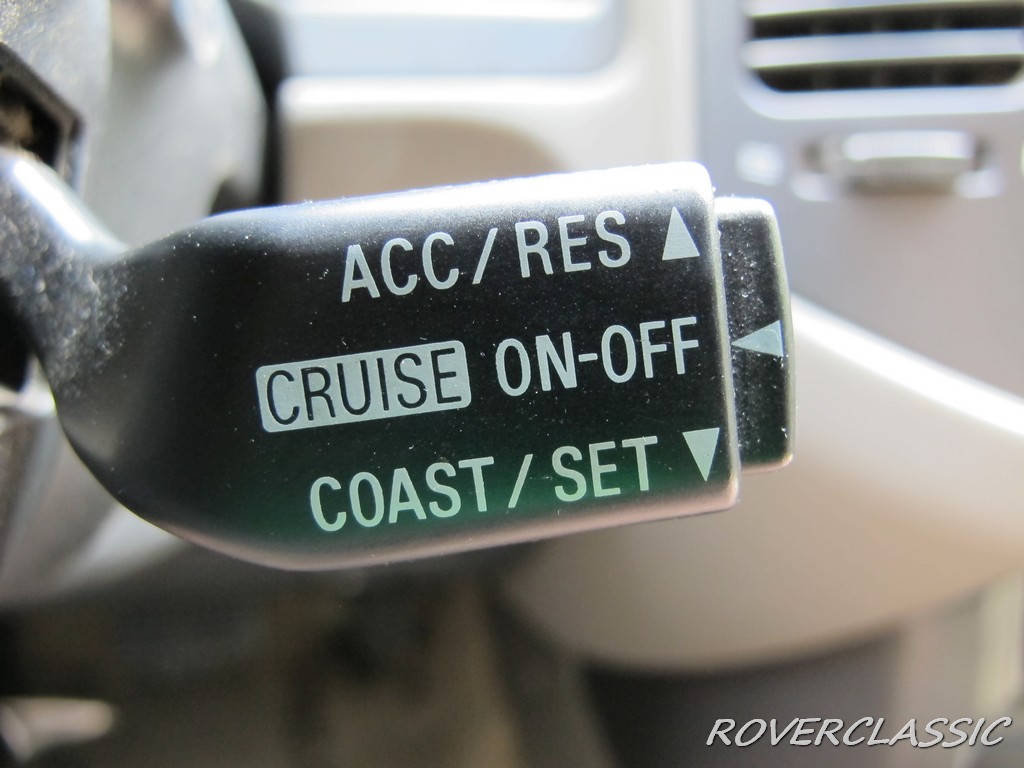 ACC/RES ▲
CRUISE ON-OFF ◀
COAST/SET ▼
ROVERCLASSIC